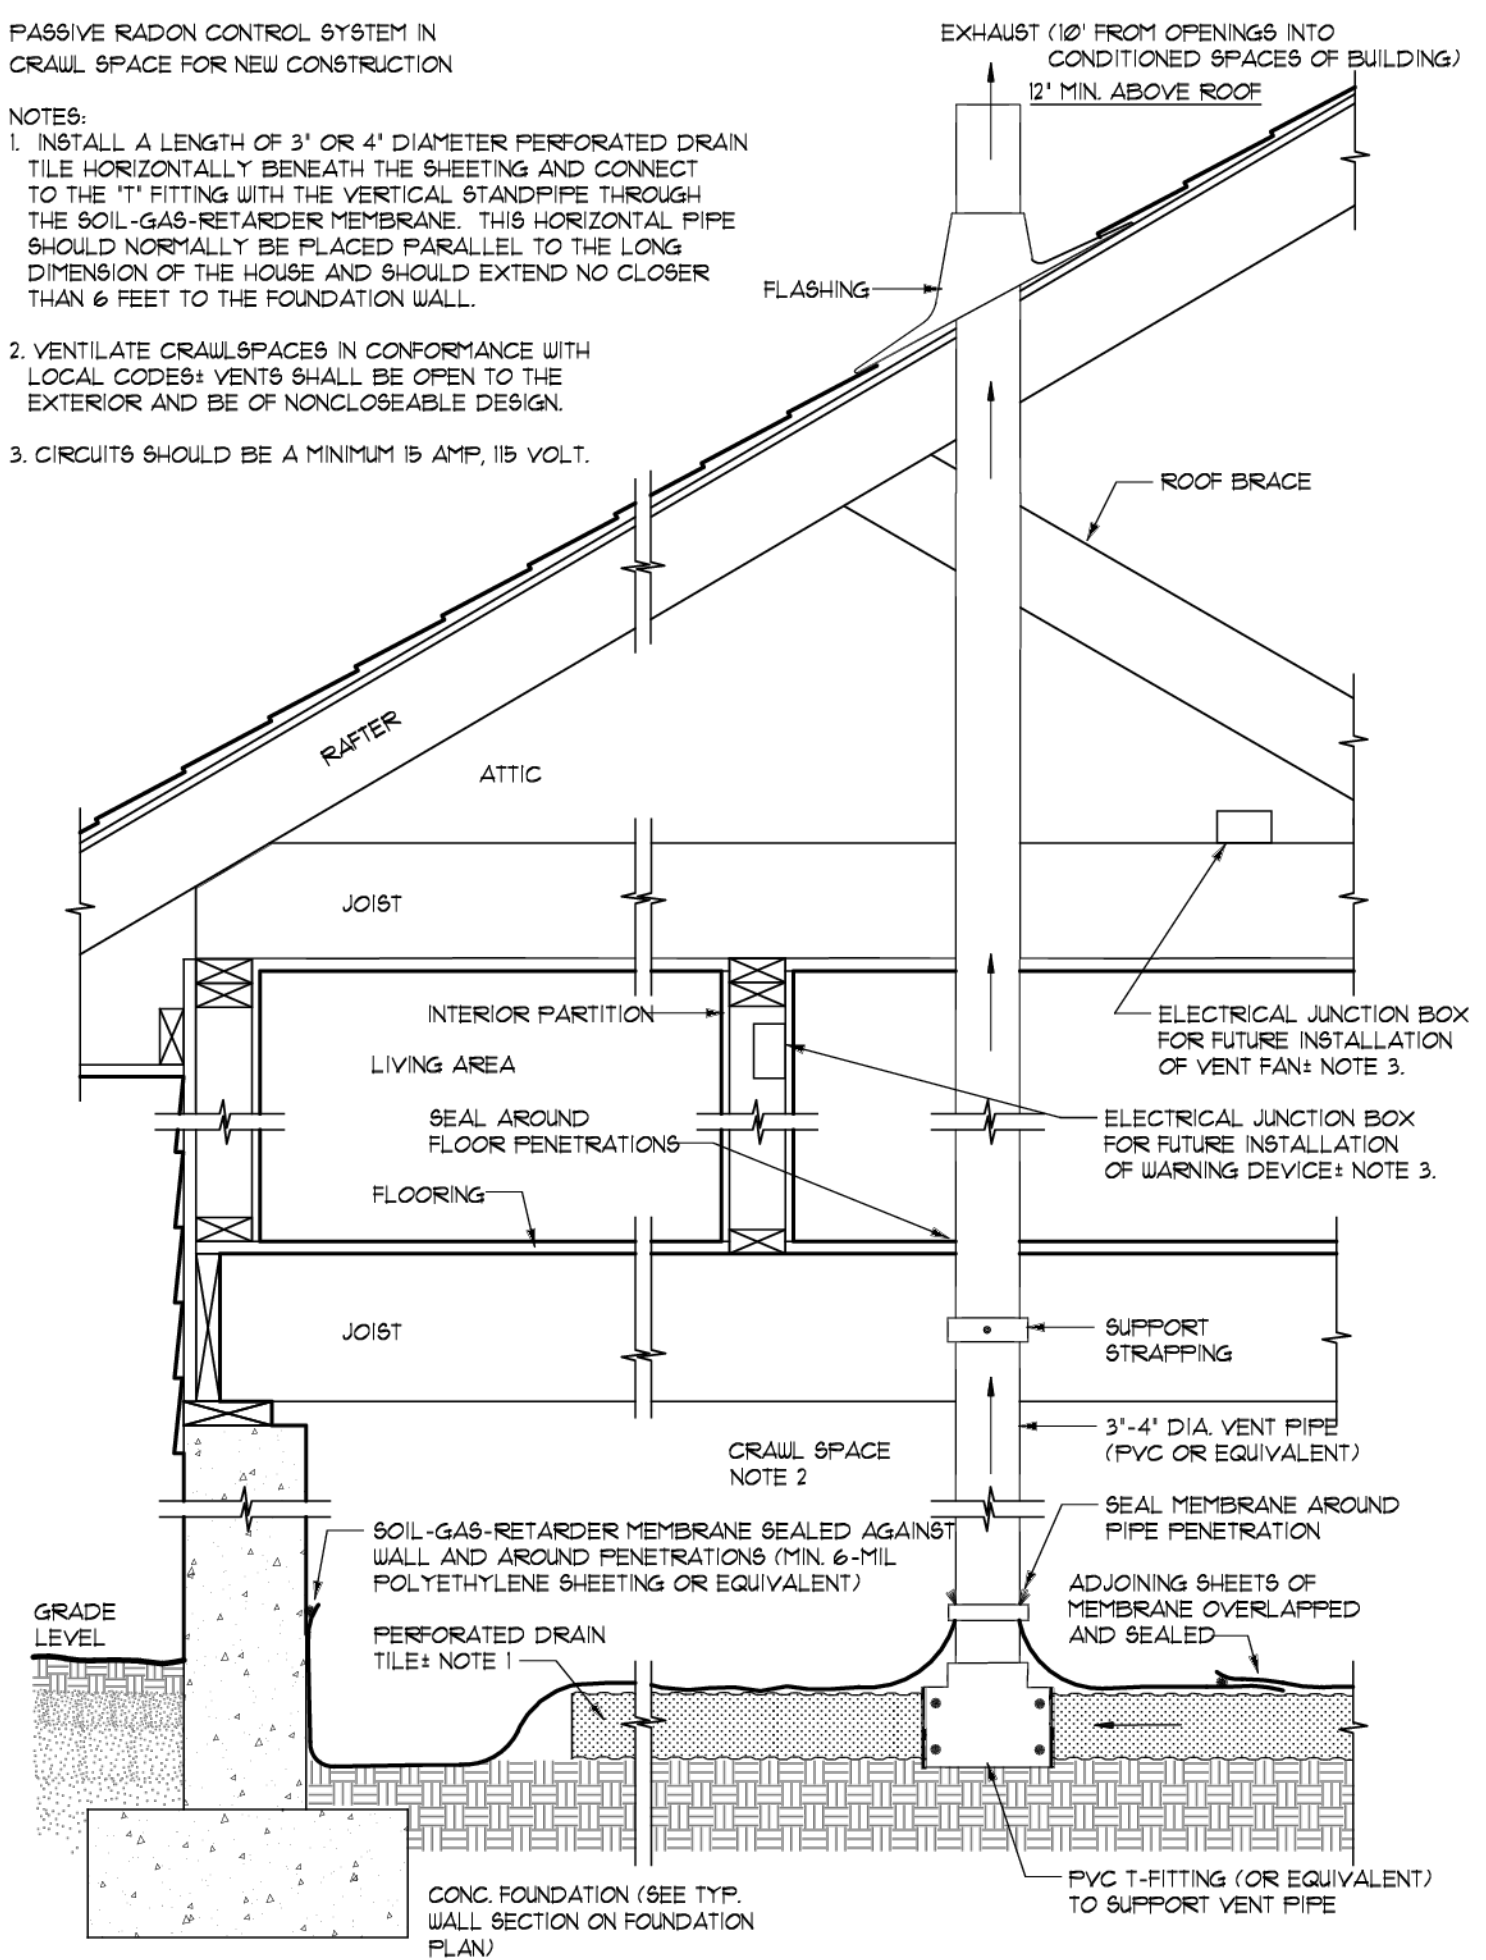 PASSIVE RADON CONTROL SYSTEM IN
CRAWL SPACE FOR NEW CONSTRUCTION
NOTES:
1. INSTALL A LENGTH OF 3" OR 4" DIAMETER PERFORATED DRAIN
TILE HORIZONTALLY BENEATH THE SHEETING AND CONNECT
TO THE "T" FITTING WITH THE VERTICAL STANDPIPE THROUGH
THE SOIL-GAS-RETARDER MEMBRANE. THIS HORIZONTAL PIPE
SHOULD NORMALLY BE PLACED PARALLEL TO THE LONG
DIMENSION OF THE HOUSE AND SHOULD EXTEND NO CLOSER
THAN 6 FEET TO THE FOUNDATION WALL.
2. VENTILATE CRAWLSPACES IN CONFORMANCE WITH
LOCAL CODES± VENTS SHALL BE OPEN TO THE
EXTERIOR AND BE OF NONCLOSEABLE DESIGN.
3. CIRCUITS SHOULD BE A MINIMUM 15 AMP, 115 VOLT.
EXHAUST (10' FROM OPENINGS INTO
CONDITIONED SPACES OF BUILDING)
12" MIN. ABOVE ROOF
FLASHING
ROOF BRACE
RAFTER
ATTIC
JOIST
INTERIOR PARTITION
LIVING AREA
SEAL AROUND
FLOOR PENETRATIONS
FLOORING
ELECTRICAL JUNCTION BOX
FOR FUTURE INSTALLATION
OF VENT FAN± NOTE 3.
ELECTRICAL JUNCTION BOX
FOR FUTURE INSTALLATION
OF WARNING DEVICE± NOTE 3.
JOIST
SUPPORT
STRAPPING
3"-4" DIA. VENT PIPE
(PVC OR EQUIVALENT)
CRAWL SPACE
NOTE 2
SEAL MEMBRANE AROUND
PIPE PENETRATION
SOIL-GAS-RETARDER MEMBRANE SEALED AGAINST
WALL AND AROUND PENETRATIONS (MIN. 6-MIL
POLYETHYLENE SHEETING OR EQUIVALENT)
ADJOINING SHEETS OF
MEMBRANE OVERLAPPED
AND SEALED
GRADE
LEVEL
PERFORATED DRAIN
TILE± NOTE 1
PVC T-FITTING (OR EQUIVALENT)
TO SUPPORT VENT PIPE
CONC. FOUNDATION (SEE TYP.
WALL SECTION ON FOUNDATION
PLAN)